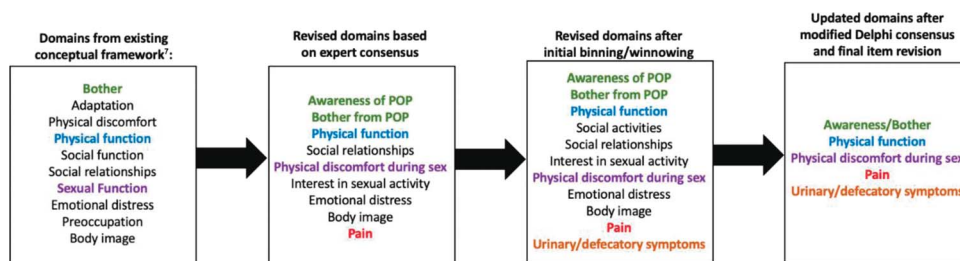 Domains from existing
conceptual framework⁷:
Bother
Adaptation
Physical discomfort
Physical function
Social function
Social relationships
Sexual Function
Emotional distress
Preoccupation
Body image
Revised domains based
on expert consensus
Awareness of POP
Bother from POP
Physical function
Social relationships
Physical discomfort during sex
Interest in sexual activity
Emotional distress
Body image
Pain
Revised domains after
initial binning/winnowing
Awareness of POP
Bother from POP
Physical function
Social activities
Social relationships
Interest in sexual activity
Physical discomfort during sex
Emotional distress
Body image
Pain
Urinary/defecatory symptoms
Updated domains after
modified Delphi consensus
and final item revision
Awareness/Bother
Physical function
Physical discomfort during sex
Pain
Urinary/defecatory symptoms